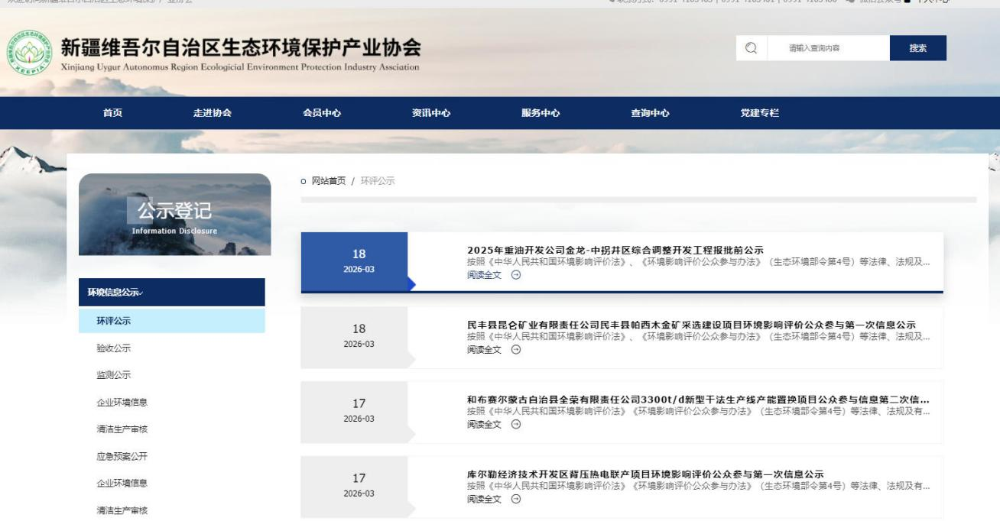 新疆维吾尔自治区生态环境保护产业协会
Xinjiang Uygur Autonomus Region Ecologicial Environment Protection Industry Assciation
请输入查询内容
搜索
首页 走进协会 会员中心 资讯中心 服务中心 查询中心 党建专栏
公示登记
Information Disclosure
网站首页 / 环评公示
环境信息公示
环评公示
验收公示
监测公示
企业环境信息
清洁生产审核
应急预案公开
企业环境信息
清洁生产审核
18
2026-03
2025年重油开发公司金龙-中拐井区综合调整开发工程报批前公示
按照《中华人民共和国环境影响评价法》、《环境影响评价公众参与办法》（生态环境部令第4号）等法律、法规及...
阅读全文
18
2026-03
民丰县昆仑矿业有限责任公司民丰县帕西木金矿采选建设项目环境影响评价公众参与第一次信息公示
按照《中华人民共和国环境影响评价法》、《环境影响评价公众参与办法》（生态环境部令第4号）等法律、法规及...
阅读全文
17
2026-03
和布赛尔蒙古自治县全荣有限责任公司3300t/d新型干法生产线产能置换项目公众参与信息第二次信...
按照《中华人民共和国环境影响评价法》《环境影响评价公众参与办法》（生态环境部令第4号）等法律、法规及有...
阅读全文
17
2026-03
库尔勒经济技术开发区背压热电联产项目环境影响评价公众参与第一次信息公示
按照《中华人民共和国环境影响评价法》《环境影响评价公众参与办法》（生态环境部令第4号）等法律、法规及有...
阅读全文